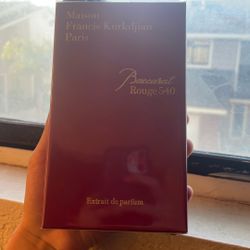 Maison
Francis Kurkdjian
Paris
Baccarat
Rouge 540
Extrait de parfum